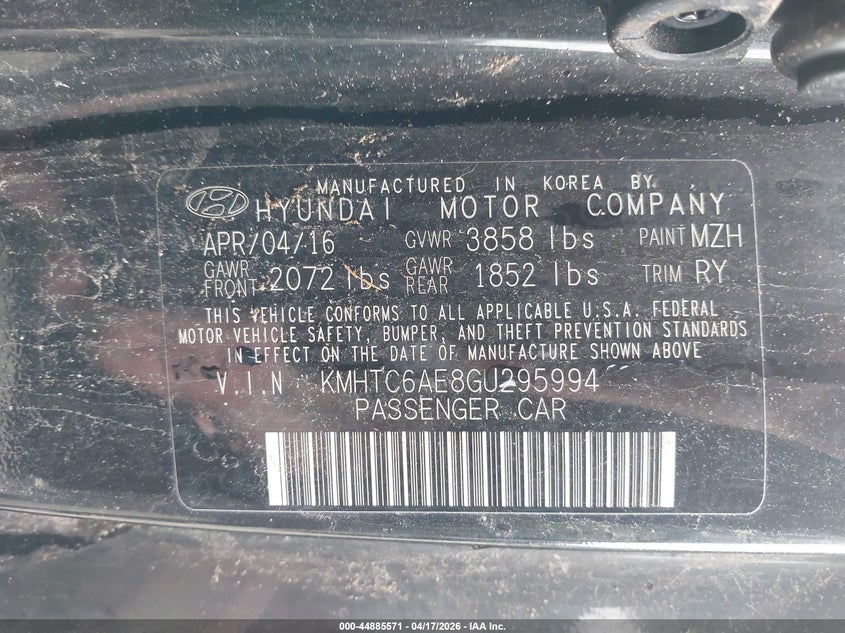 MANUFACTURED IN KOREA BY
HYUNDAI MOTOR COMPANY
APR/04/16 GVWR 3858 lbs PAINT MZH
GAWR FRONT 2072 lbs GAWR REAR 1852 lbs TRIM RY
THIS VEHICLE CONFORMS TO ALL APPLICABLE U.S.A. FEDERAL
MOTOR VEHICLE SAFETY, BUMPER, AND THEFT PREVENTION STANDARDS
IN EFFECT ON THE DATE OF MANUFACTURE SHOWN ABOVE
V.I.N KMHTC6AE8GU295994
PASSENGER CAR
000-44885571 - 04/17/2026 - IAA Inc.